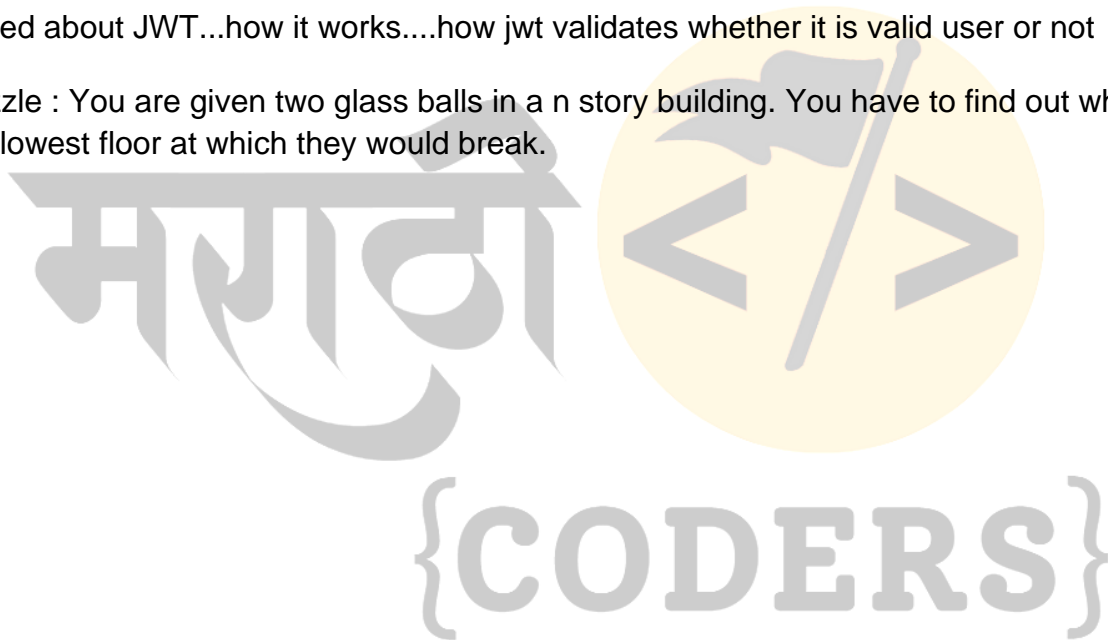 ed about JWT...how it works....how jwt validates whether it is valid user or not
zle : You are given two glass balls in a n story building. You have to find out wh
lowest floor at which they would break.
मराठी
</>
{CODERS}